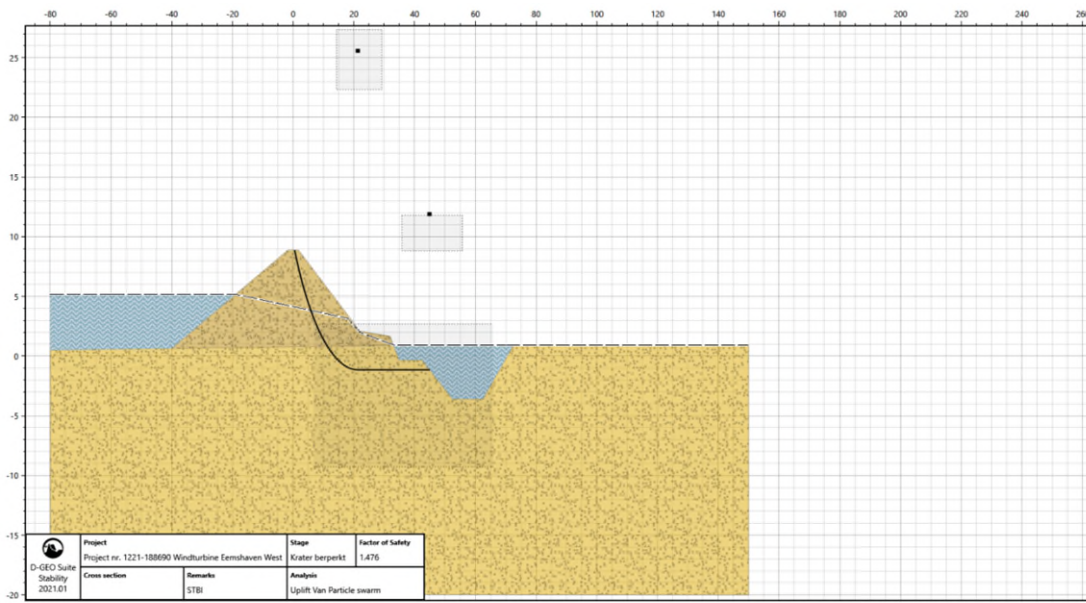 -80 -60 -40 -20 0 20 40 60 80 100 120 140 160 180 200 220 240 260
25
20
15
10
5
0
-5
-10
-15
-20
D-GEO Suite
Stability
2021.01
Project
Project nr. 1221-188690 Windturbine Eemshaven West
Stage
Krater berperkt
Factor of Safety
1.476
Cross section
Remarks
STBI
Analysis
Uplift Van Particle swarm